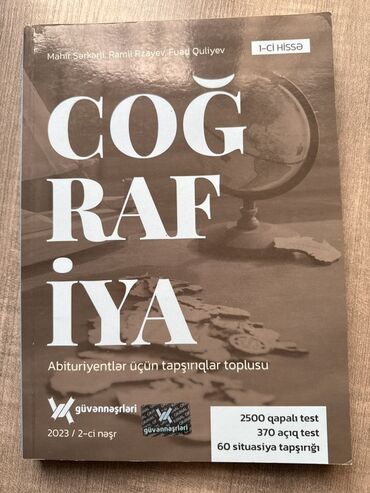 Mahir Sərkərli, Ramil Rzayev, Fuad Quliyev
1-Cİ HİSSƏ
COĞ
RAF
İYA
Abituriyentlər üçün tapşırıqlar toplusu
güvənnəşrləri
2023 / 2-ci nəşr
güvənnəşrləri
2500 qapalı test
370 açıq test
60 situasiya tapşırığı